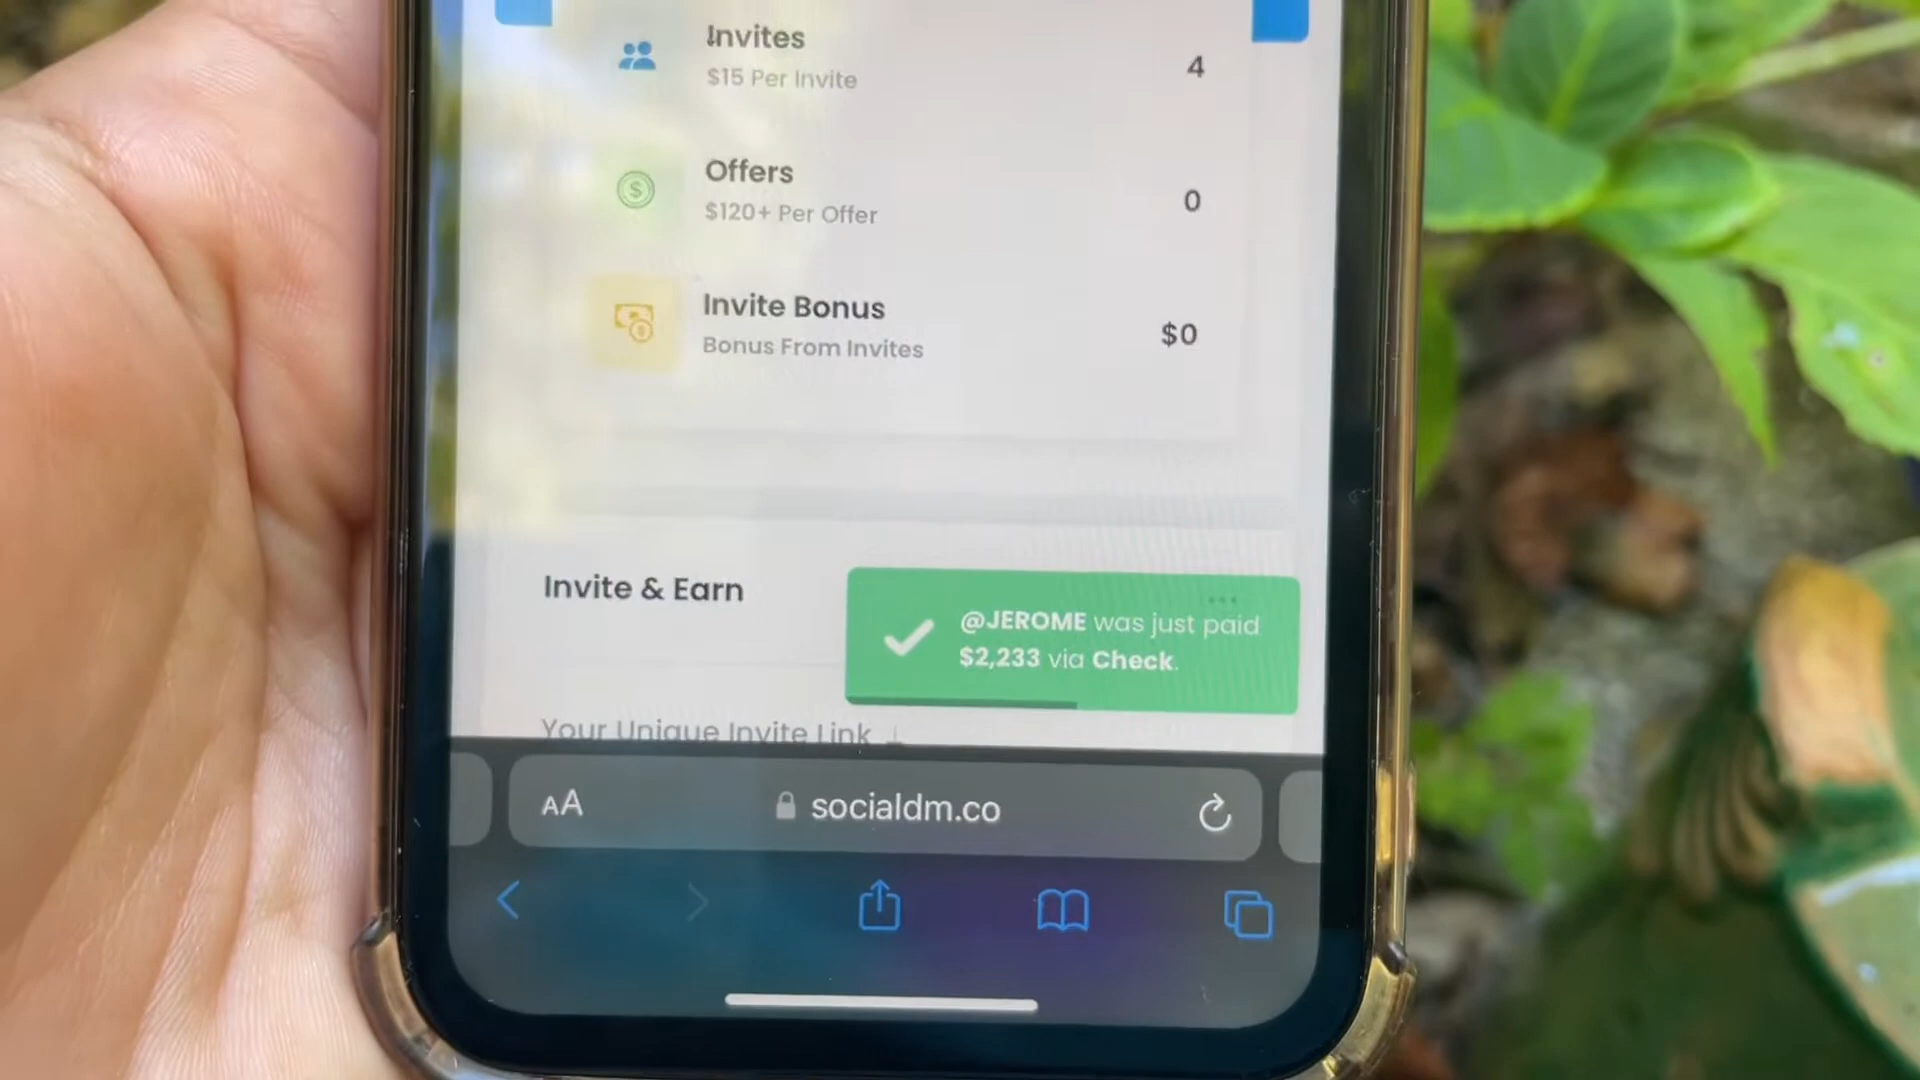 Invites
$15 Per Invite
4
Offers
$120+ Per Offer
0
Invite Bonus
Bonus From Invites
$0
Invite & Earn
@JEROME was just paid
$2,233 via Check.
Your Unique Invite Link
AA
socialdm.co